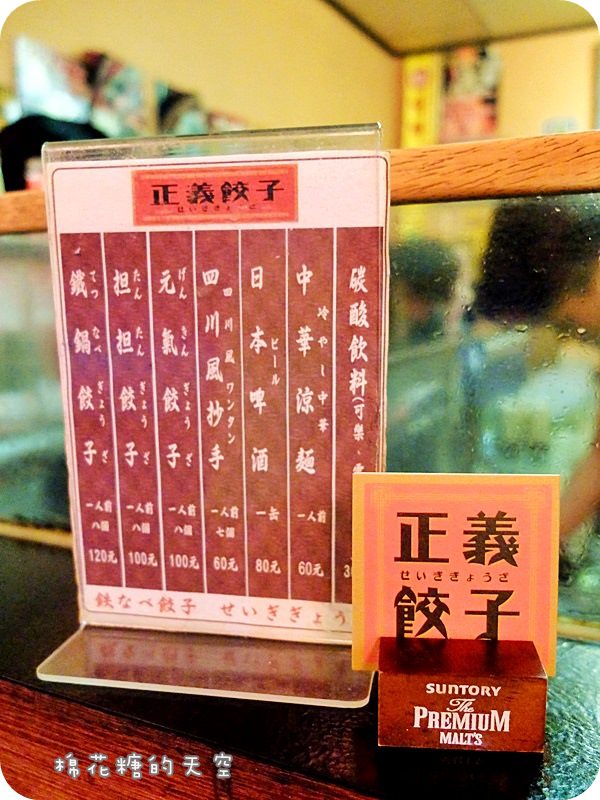 正義餃子
せいぎぎょうざ
碳酸飲料(可樂、
中華涼麵 一人前 60元
冷やし中華
日本啤酒 一缶 80元
ビール
四川風抄手 一人前 七個 60元
四川風ワンタン
元氣餃子 一人前 八個 100元
げんきんぎょうざ
担担餃子 一人前 八個 100元
たんたんぎょうざ
鐵鍋餃子 一人前 八個 120元
てつなべぎょうざ
鉄なべ餃子 せいぎぎょう
正義
せいぎぎょうざ
餃子
SUNTORY
The
PREMIUM
MALT'S
棉花糖的天空